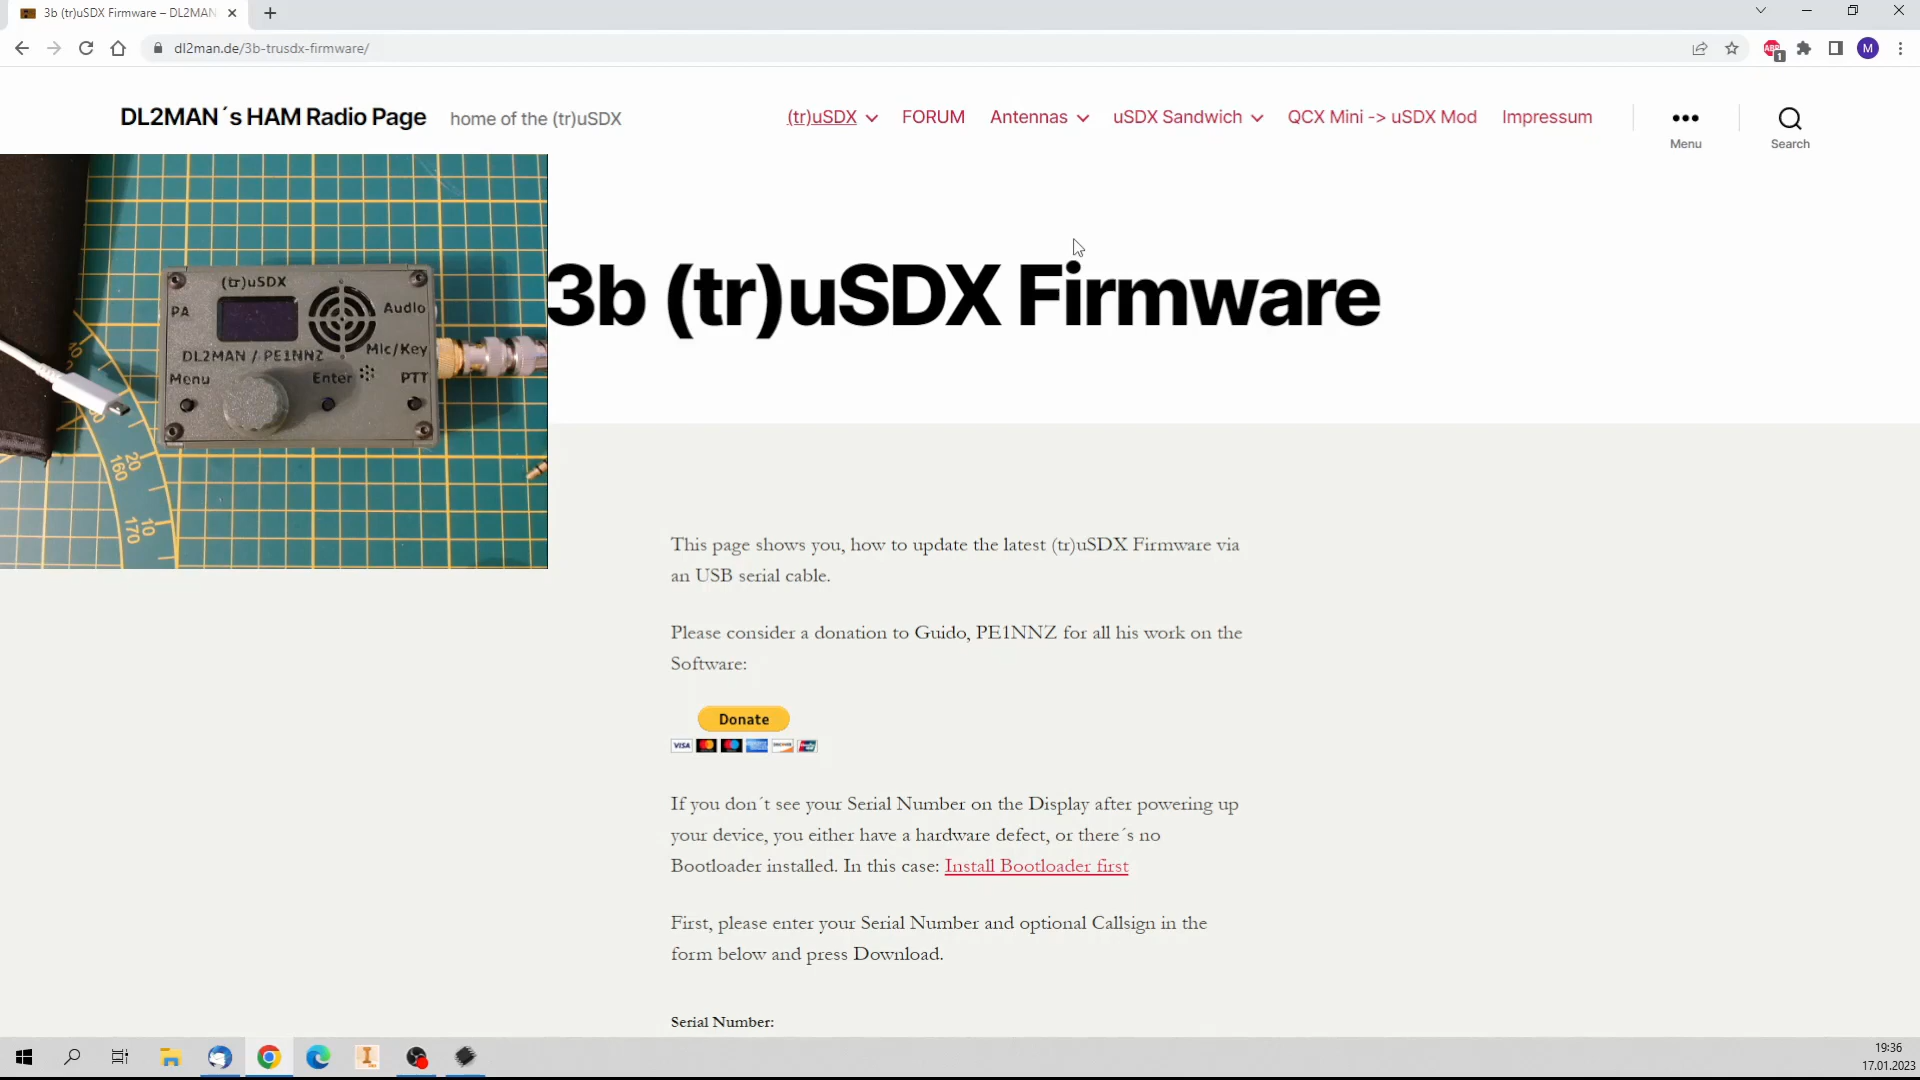 3b (tr)uSDX Firmware – DL2MAN
dl2man.de/3b-trusdx-firmware/
ABP
1
M
DL2MAN´s HAM Radio Page
home of the (tr)uSDX
(tr)uSDX
FORUM
Antennas
uSDX Sandwich
QCX Mini -> uSDX Mod
Impressum
Menu
Search
3b (tr)uSDX Firmware
(tr)uSDX
PA
Audio
DL2MAN / PE1NNZ
Mic/Key
Menu
Enter
PTT
20
160
10
170
This page shows you, how to update the latest (tr)uSDX Firmware via
an USB serial cable.
Please consider a donation to Guido, PE1NNZ for all his work on the
Software:
Donate
VISA
If you don´t see your Serial Number on the Display after powering up
your device, you either have a hardware defect, or there´s no
Bootloader installed. In this case: Install Bootloader first
First, please enter your Serial Number and optional Callsign in the
form below and press Download.
Serial Number:
19:36
17.01.2023